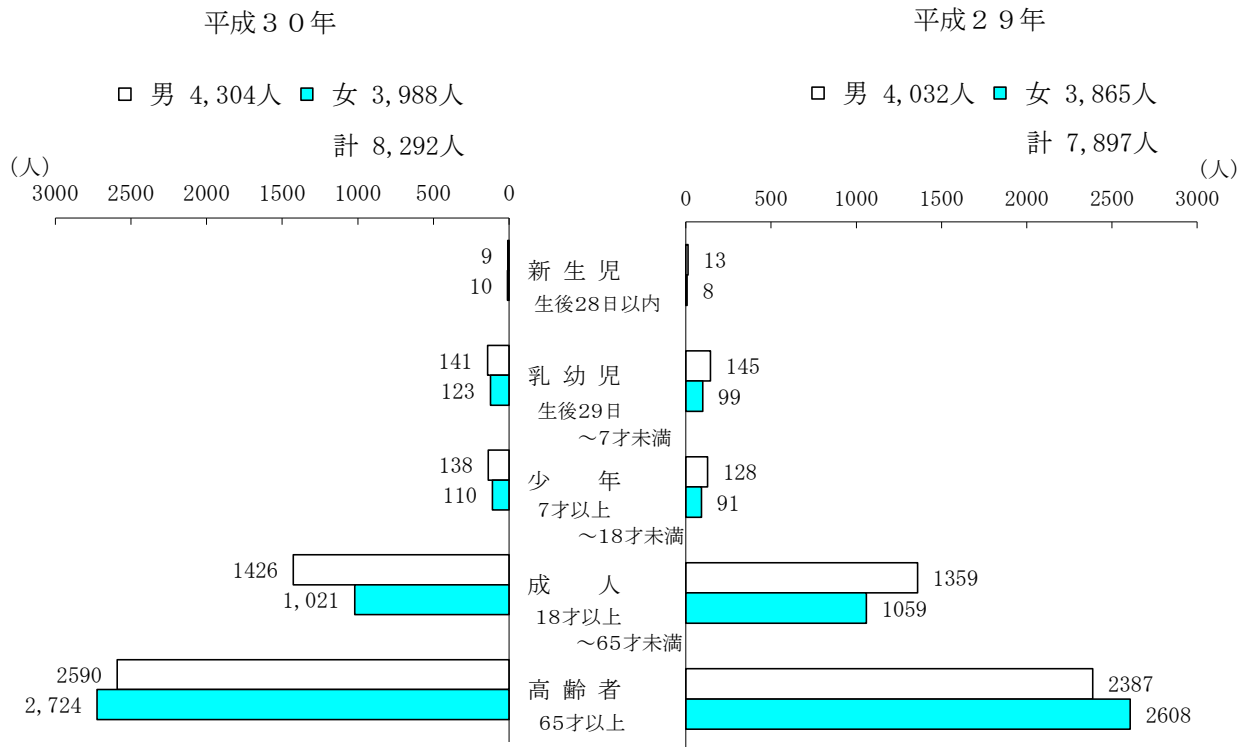 平成３０年
平成２９年
男 4,304人 女 3,988人
計 8,292人
男 4,032人 女 3,865人
計 7,897人
(人)
3000 2500 2000 1500 1000 500 0
(人)
0 500 1000 1500 2000 2500 3000
9
10
新生児
生後28日以内
13
8
141
123
乳幼児
生後29日
～7才未満
145
99
138
110
少　年
7才以上
～18才未満
128
91
1426
1,021
成　人
18才以上
～65才未満
1359
1059
2590
2,724
高齢者
65才以上
2387
2608